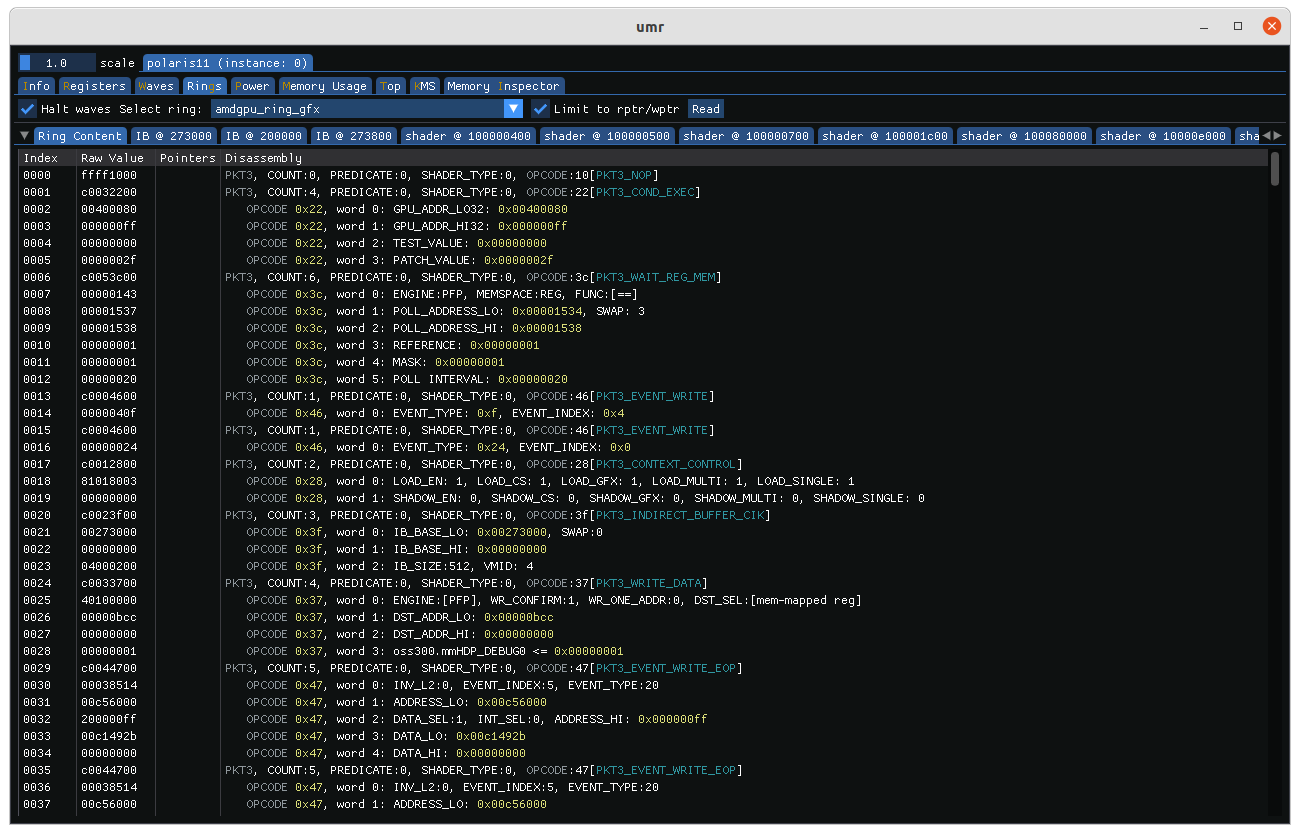 umr
1.0 scale polaris11 (instance: 0)
Info Registers Waves Rings Power Memory Usage Top KMS Memory Inspector
Halt waves Select ring: amdgpu_ring_gfx Limit to rptr/wptr Read
Ring Content IB @ 273000 IB @ 200000 IB @ 273800 shader @ 100000400 shader @ 100000500 shader @ 100000700 shader @ 100001c00 shader @ 100080000 shader @ 10000e000 sha
Index Raw Value Pointers Disassembly
0000 ffff1000 PKT3, COUNT:0, PREDICATE:0, SHADER_TYPE:0, OPCODE:10[PKT3_NOP]
0001 c0032200 PKT3, COUNT:4, PREDICATE:0, SHADER_TYPE:0, OPCODE:22[PKT3_COND_EXEC]
0002 00400080 OPCODE 0x22, word 0: GPU_ADDR_LO32: 0x00400080
0003 000000ff OPCODE 0x22, word 1: GPU_ADDR_HI32: 0x000000ff
0004 00000000 OPCODE 0x22, word 2: TEST_VALUE: 0x00000000
0005 0000002f OPCODE 0x22, word 3: PATCH_VALUE: 0x0000002f
0006 c0053c00 PKT3, COUNT:6, PREDICATE:0, SHADER_TYPE:0, OPCODE:3c[PKT3_WAIT_REG_MEM]
0007 00000143 OPCODE 0x3c, word 0: ENGINE:PFP, MEMSPACE:REG, FUNC:[==]
0008 00001537 OPCODE 0x3c, word 1: POLL_ADDRESS_LO: 0x00001534, SWAP: 3
0009 00001538 OPCODE 0x3c, word 2: POLL_ADDRESS_HI: 0x00001538
0010 00000001 OPCODE 0x3c, word 3: REFERENCE: 0x00000001
0011 00000001 OPCODE 0x3c, word 4: MASK: 0x00000001
0012 00000020 OPCODE 0x3c, word 5: POLL INTERVAL: 0x00000020
0013 c0004600 PKT3, COUNT:1, PREDICATE:0, SHADER_TYPE:0, OPCODE:46[PKT3_EVENT_WRITE]
0014 0000040f OPCODE 0x46, word 0: EVENT_TYPE: 0xf, EVENT_INDEX: 0x4
0015 c0004600 PKT3, COUNT:1, PREDICATE:0, SHADER_TYPE:0, OPCODE:46[PKT3_EVENT_WRITE]
0016 00000024 OPCODE 0x46, word 0: EVENT_TYPE: 0x24, EVENT_INDEX: 0x0
0017 c0012800 PKT3, COUNT:2, PREDICATE:0, SHADER_TYPE:0, OPCODE:28[PKT3_CONTEXT_CONTROL]
0018 81018003 OPCODE 0x28, word 0: LOAD_EN: 1, LOAD_CS: 1, LOAD_GFX: 1, LOAD_MULTI: 1, LOAD_SINGLE: 1
0019 00000000 OPCODE 0x28, word 1: SHADOW_EN: 0, SHADOW_CS: 0, SHADOW_GFX: 0, SHADOW_MULTI: 0, SHADOW_SINGLE: 0
0020 c0023f00 PKT3, COUNT:3, PREDICATE:0, SHADER_TYPE:0, OPCODE:3f[PKT3_INDIRECT_BUFFER_CIK]
0021 00273000 OPCODE 0x3f, word 0: IB_BASE_LO: 0x00273000, SWAP:0
0022 00000000 OPCODE 0x3f, word 1: IB_BASE_HI: 0x00000000
0023 04000200 OPCODE 0x3f, word 2: IB_SIZE:512, VMID: 4
0024 c0033700 PKT3, COUNT:4, PREDICATE:0, SHADER_TYPE:0, OPCODE:37[PKT3_WRITE_DATA]
0025 40100000 OPCODE 0x37, word 0: ENGINE:[PFP], WR_CONFIRM:1, WR_ONE_ADDR:0, DST_SEL:[mem-mapped reg]
0026 00000bcc OPCODE 0x37, word 1: DST_ADDR_LO: 0x00000bcc
0027 00000000 OPCODE 0x37, word 2: DST_ADDR_HI: 0x00000000
0028 00000001 OPCODE 0x37, word 3: oss300.mmHDP_DEBUG0 <= 0x00000001
0029 c0044700 PKT3, COUNT:5, PREDICATE:0, SHADER_TYPE:0, OPCODE:47[PKT3_EVENT_WRITE_EOP]
0030 00038514 OPCODE 0x47, word 0: INV_L2:0, EVENT_INDEX:5, EVENT_TYPE:20
0031 00c56000 OPCODE 0x47, word 1: ADDRESS_LO: 0x00c56000
0032 200000ff OPCODE 0x47, word 2: DATA_SEL:1, INT_SEL:0, ADDRESS_HI: 0x000000ff
0033 00c1492b OPCODE 0x47, word 3: DATA_LO: 0x00c1492b
0034 00000000 OPCODE 0x47, word 4: DATA_HI: 0x00000000
0035 c0044700 PKT3, COUNT:5, PREDICATE:0, SHADER_TYPE:0, OPCODE:47[PKT3_EVENT_WRITE_EOP]
0036 00038514 OPCODE 0x47, word 0: INV_L2:0, EVENT_INDEX:5, EVENT_TYPE:20
0037 00c56000 OPCODE 0x47, word 1: ADDRESS_LO: 0x00c56000